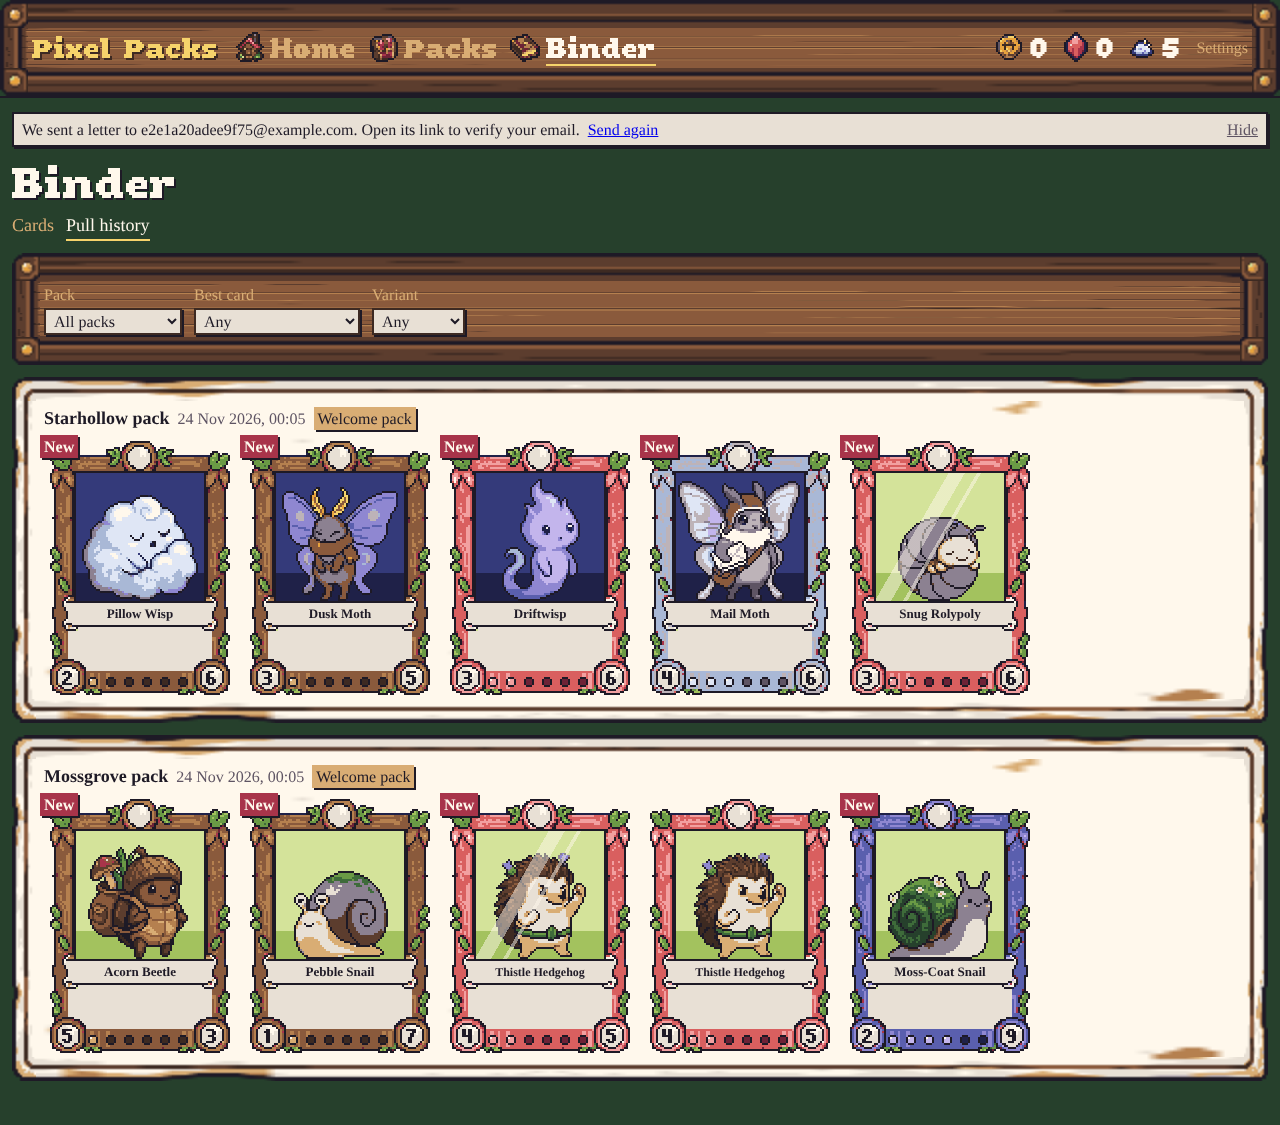 Pixel Packs Home Packs Binder 0 0 5 Settings
We sent a letter to e2e1a20adee9f75@example.com. Open its link to verify your email. Send again Hide
Binder
Cards Pull history
Pack Best card Variant
All packs Any Any
Starhollow pack 24 Nov 2026, 00:05 Welcome pack
New New New New New
Pillow Wisp Dusk Moth Driftwisp Mail Moth Snug Rolypoly
2 6 3 5 3 6 4 6 3 6
Mossgrove pack 24 Nov 2026, 00:05 Welcome pack
New New New New
Acorn Beetle Pebble Snail Thistle Hedgehog Thistle Hedgehog Moss-Coat Snail
5 3 1 7 4 5 4 5 2 9